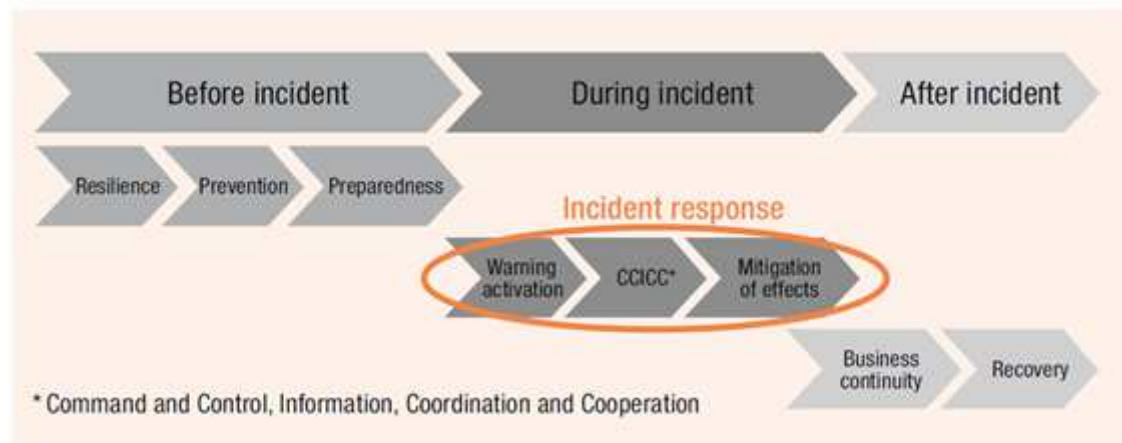 Before incident
During incident
After incident
Resilience
Prevention
Preparedness
Incident response
Warning
activation
CCICC*
Mitigation
of effects
Business
continuity
Recovery
* Command and Control, Information, Coordination and Cooperation